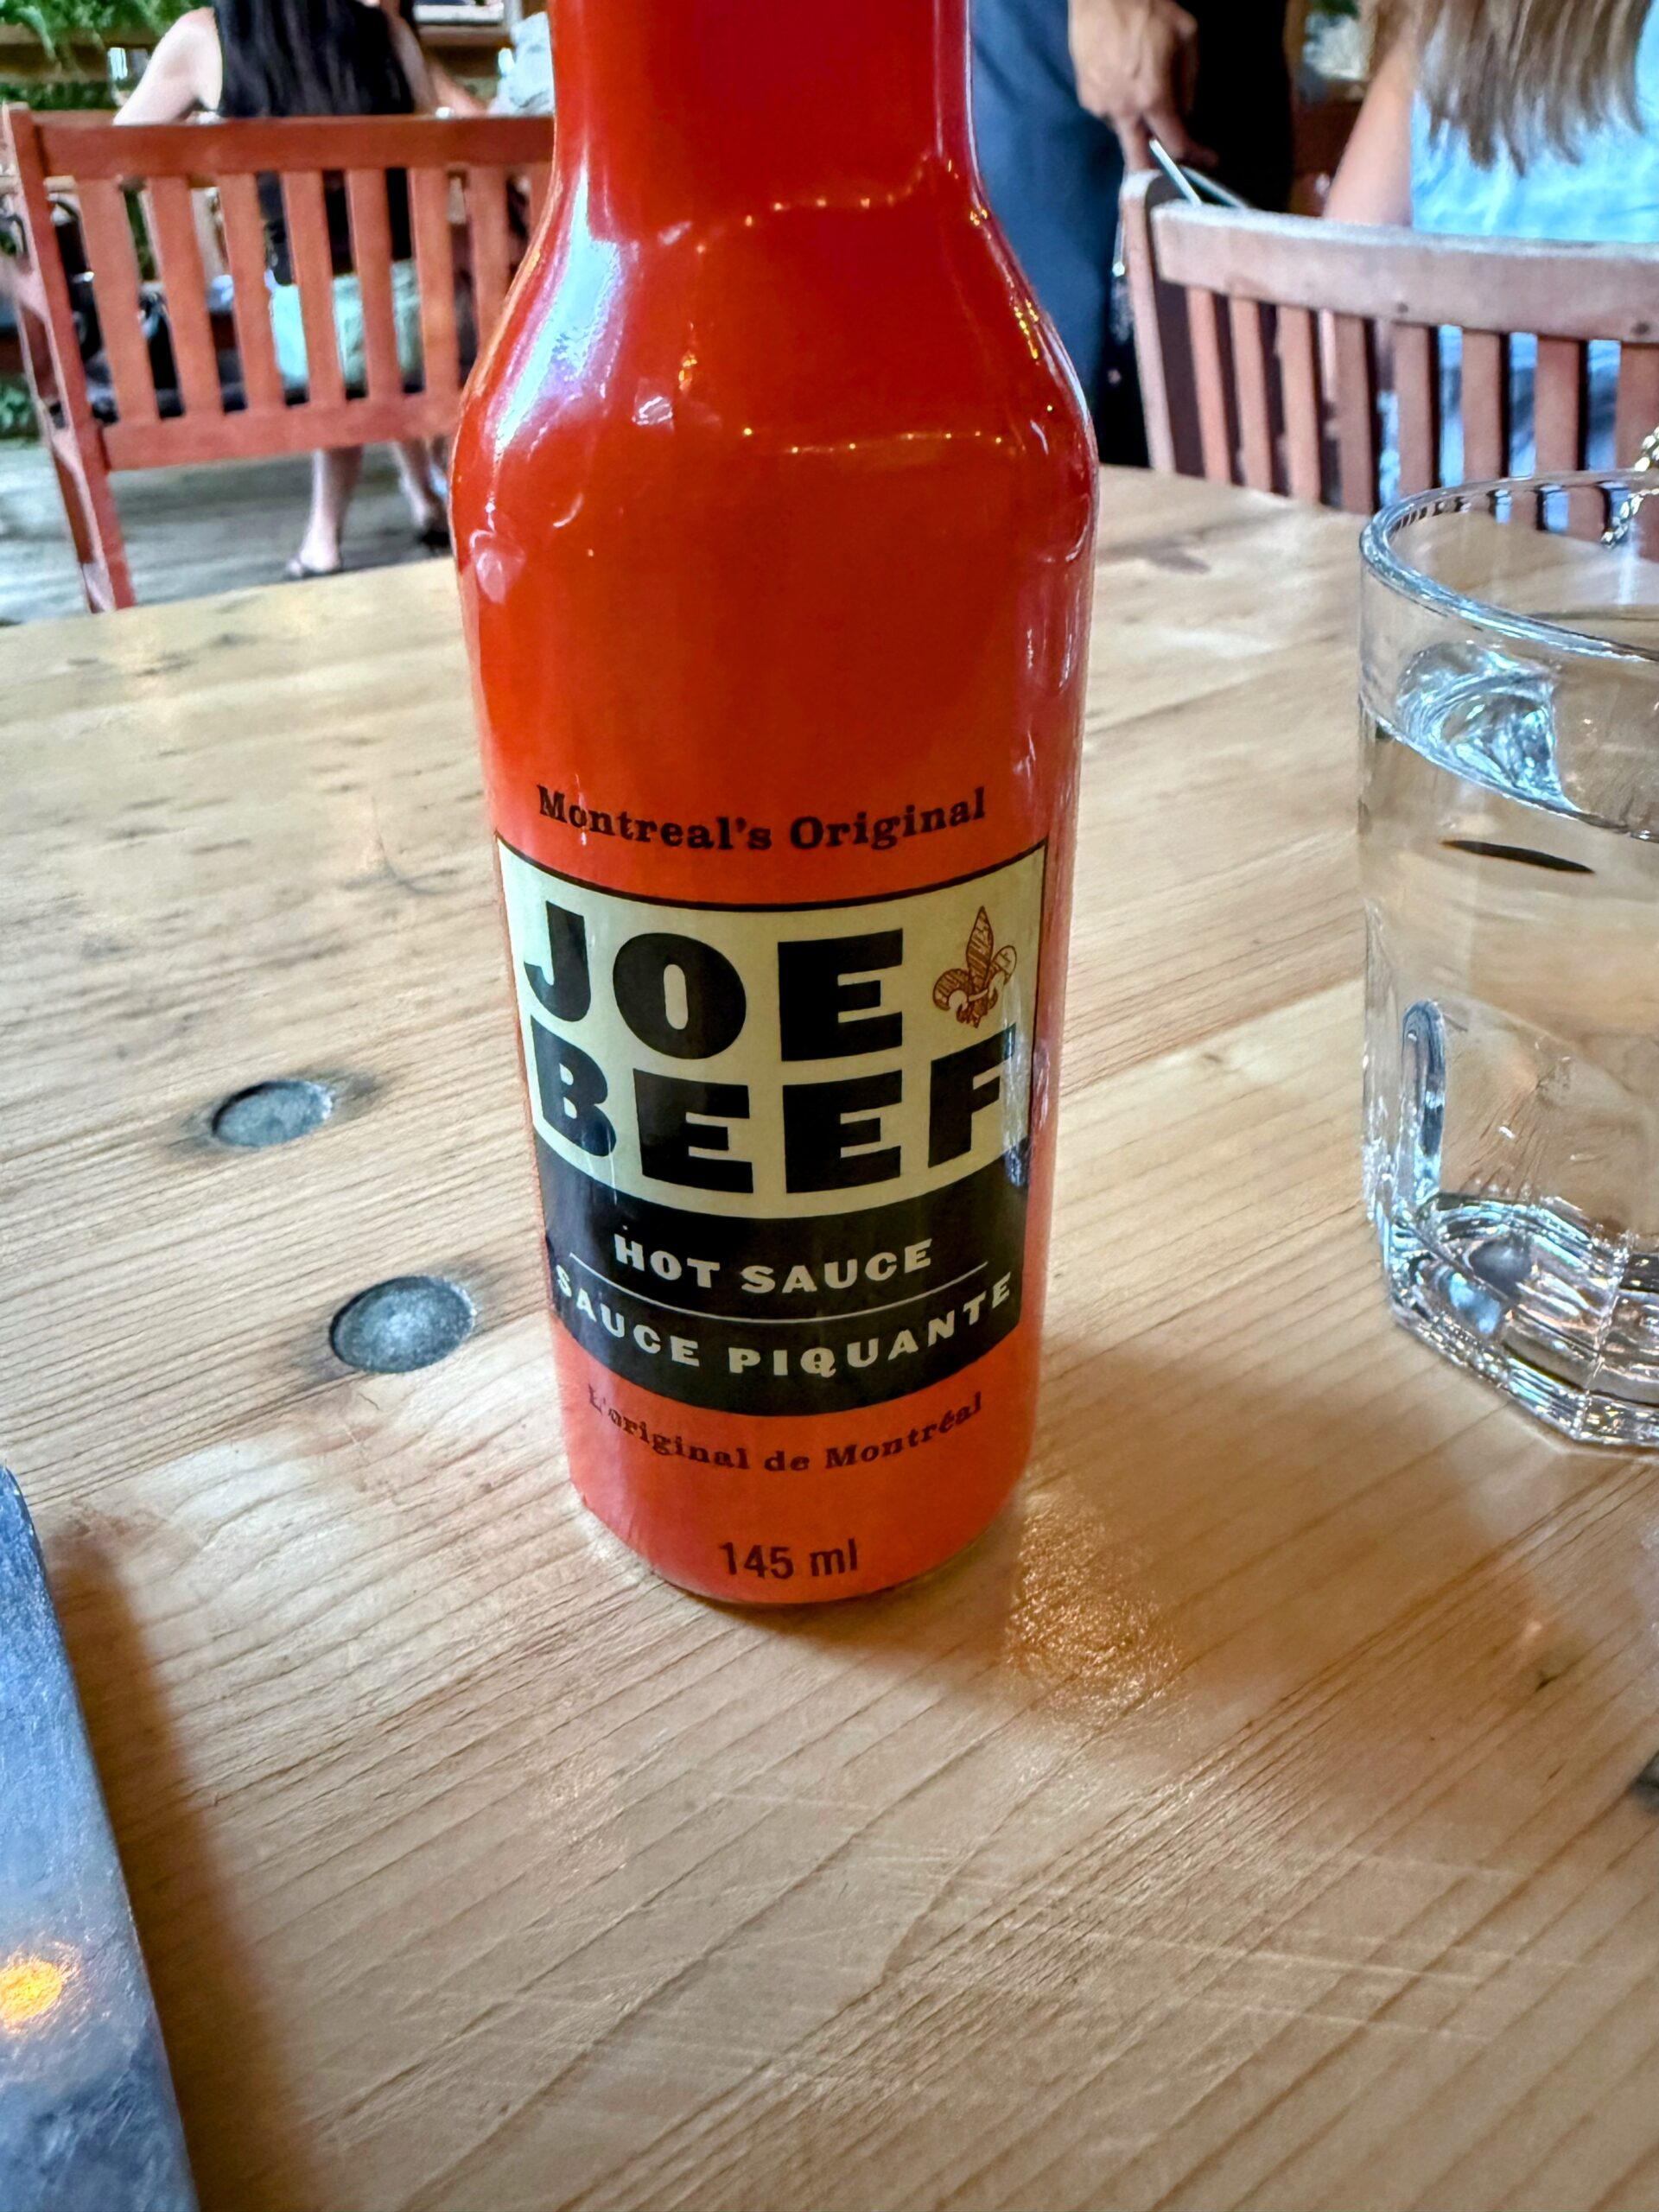 Montreal's Original
JOE
BEEF
HOT SAUCE
SAUCE PIQUANTE
L'original de Montréal
145 ml